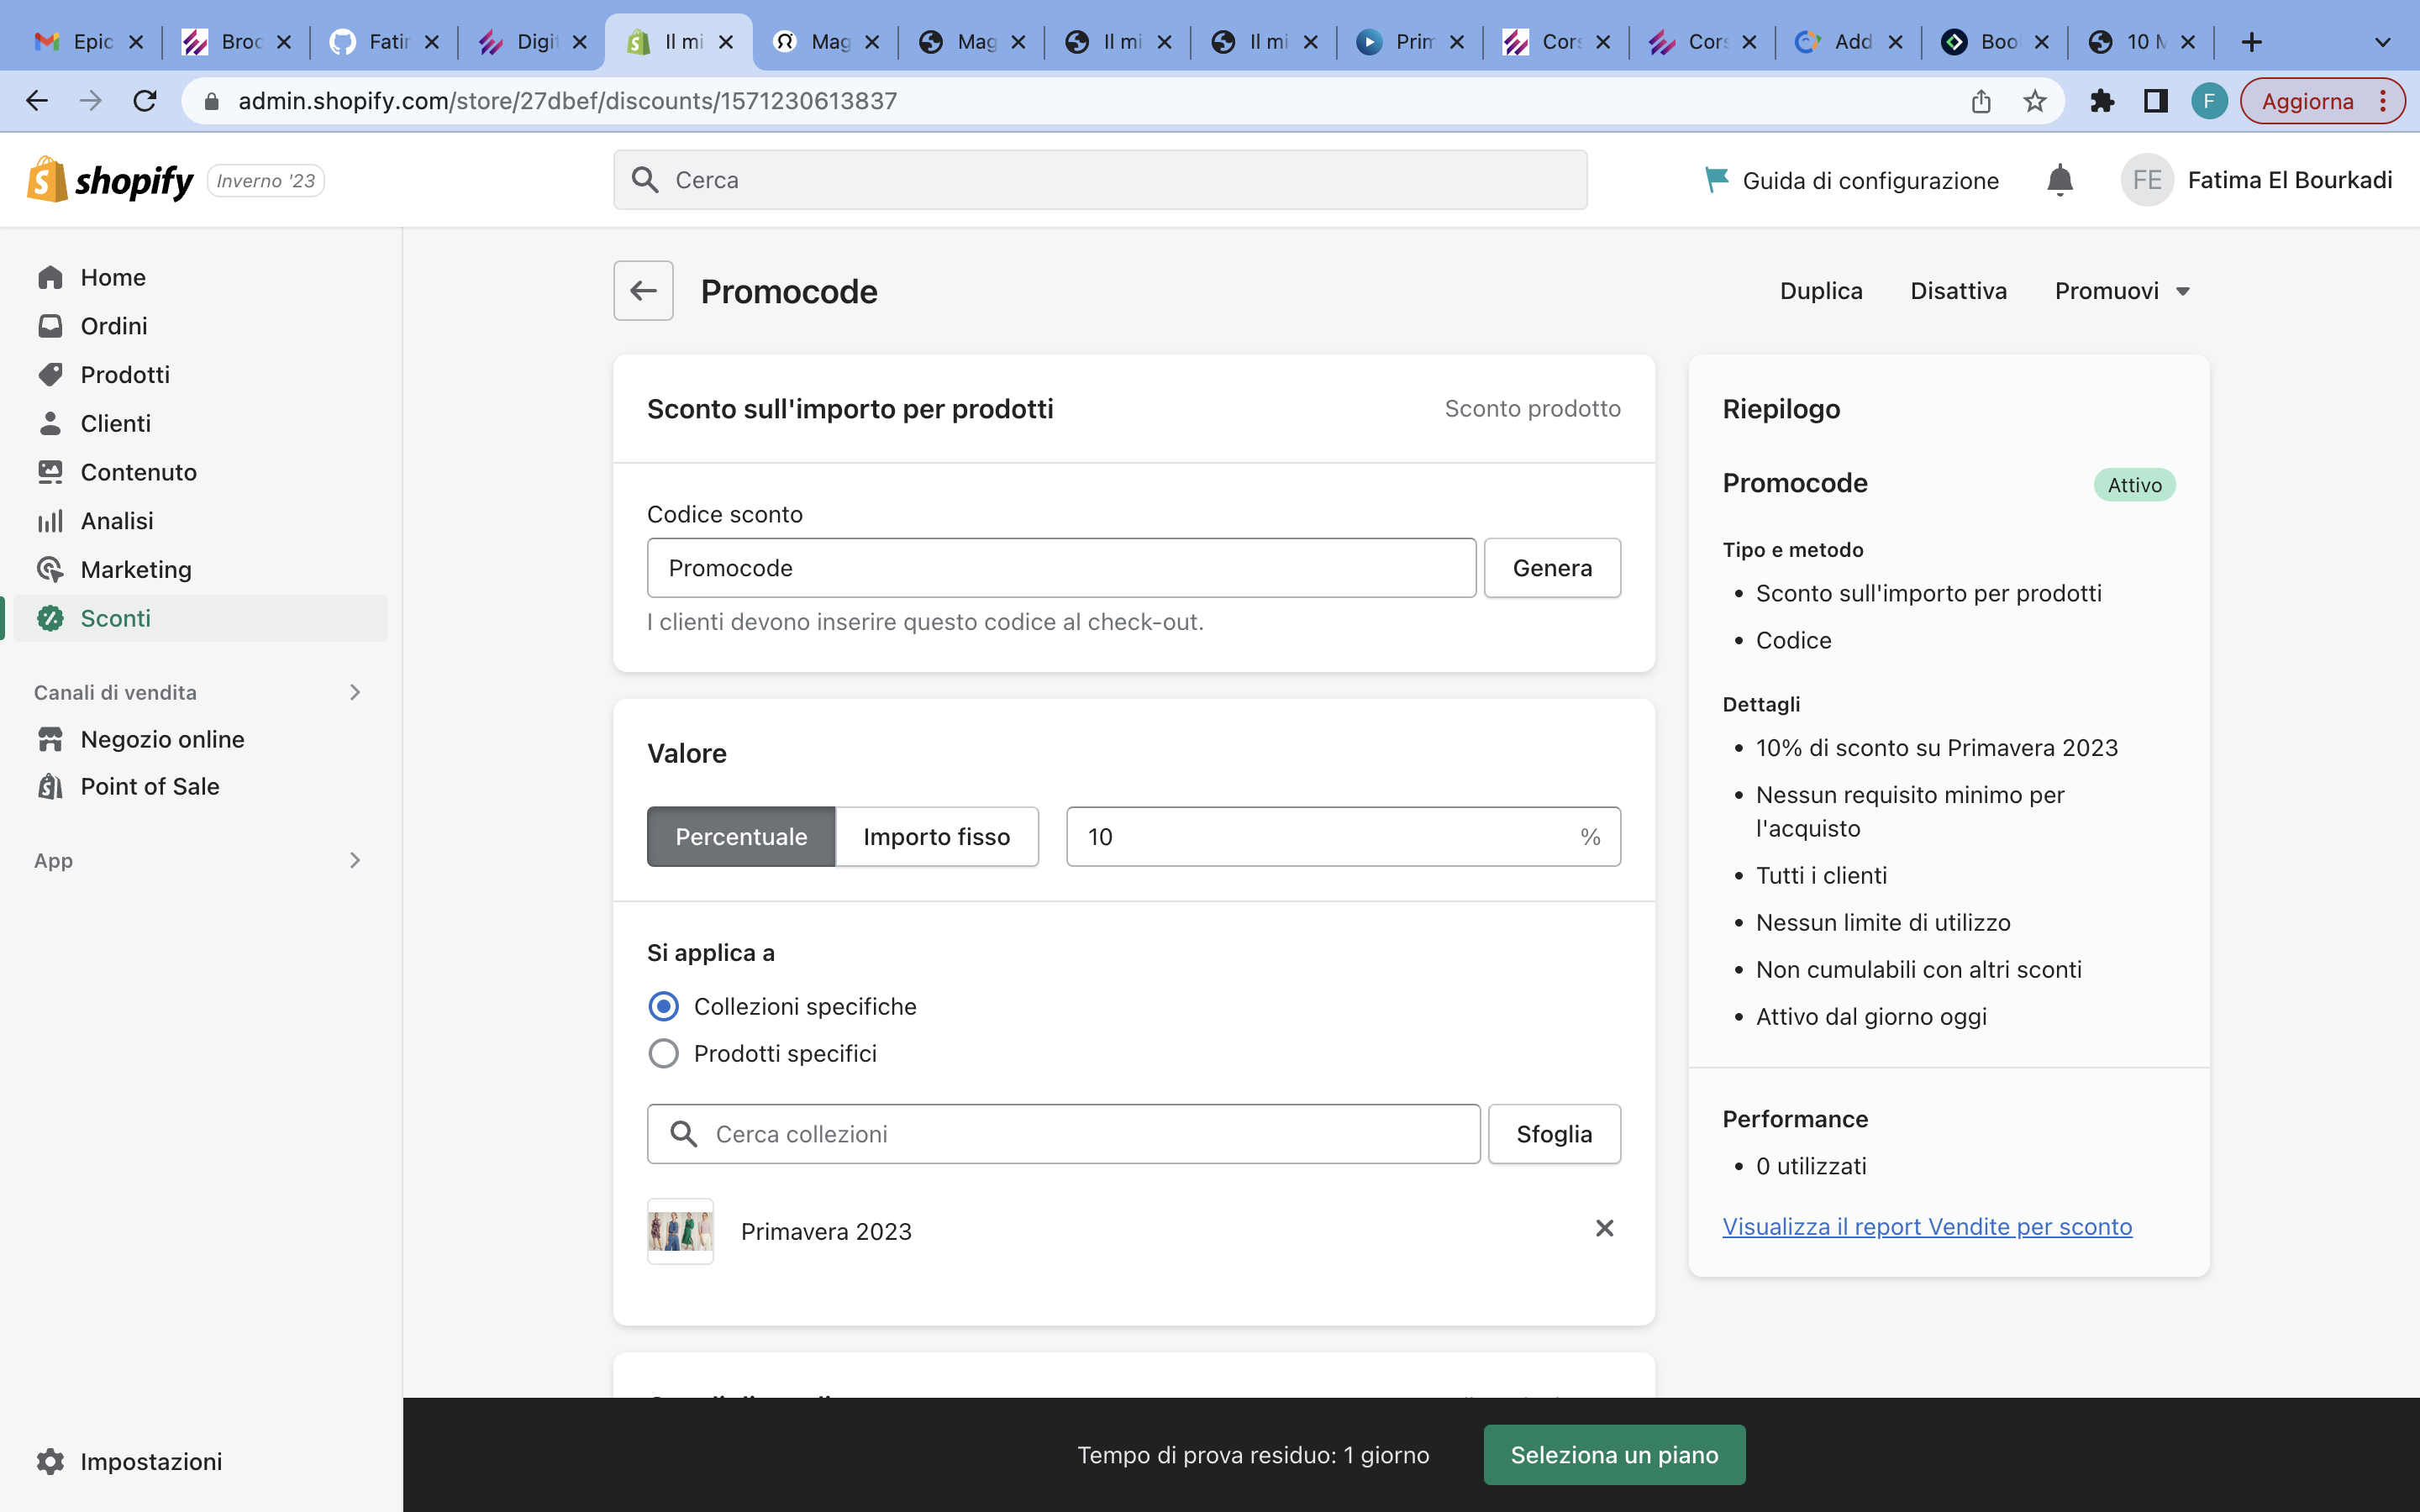 Epic
Broc
Fatir
Digi
Il mi
Mag
Mag
Il mi
Il mi
Prim
Cors
Cors
Add
Boo
10 M
admin.shopify.com/store/27dbef/discounts/1571230613837
F
Aggiorna
shopify
Inverno '23
Cerca
Guida di configurazione
FE
Fatima El Bourkadi
Home
Ordini
Prodotti
Clienti
Contenuto
Analisi
Marketing
Sconti
Canali di vendita
Negozio online
Point of Sale
App
Impostazioni
Promocode
Duplica
Disattiva
Promuovi
Sconto sull'importo per prodotti
Sconto prodotto
Codice sconto
Promocode
Genera
I clienti devono inserire questo codice al check-out.
Valore
Percentuale
Importo fisso
10
%
Si applica a
Collezioni specifiche
Prodotti specifici
Cerca collezioni
Sfoglia
Primavera 2023
Riepilogo
Promocode
Attivo
Tipo e metodo
• Sconto sull'importo per prodotti
• Codice
Dettagli
• 10% di sconto su Primavera 2023
• Nessun requisito minimo per
l'acquisto
• Tutti i clienti
• Nessun limite di utilizzo
• Non cumulabili con altri sconti
• Attivo dal giorno oggi
Performance
• 0 utilizzati
Visualizza il report Vendite per sconto
Tempo di prova residuo: 1 giorno
Seleziona un piano